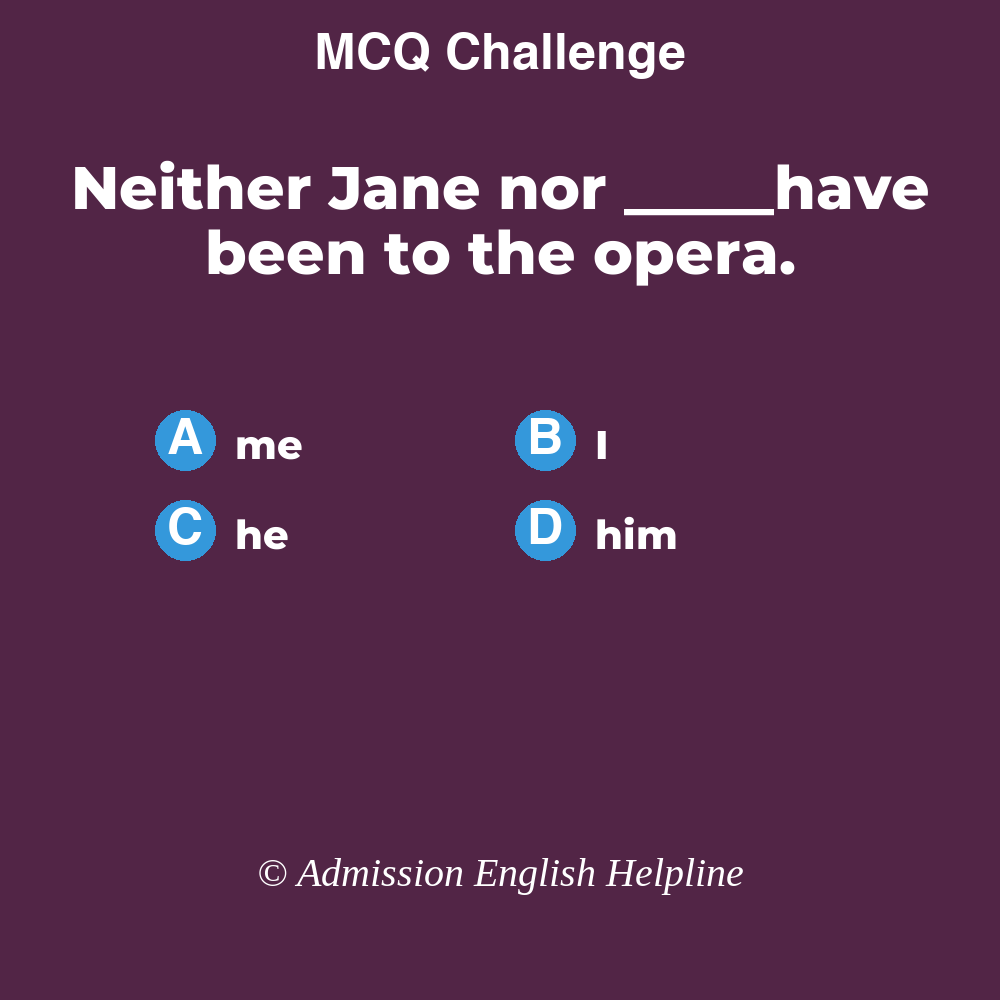 MCQ Challenge
Neither Jane nor _____have
been to the opera.
A me
B I
C he
D him
© Admission English Helpline